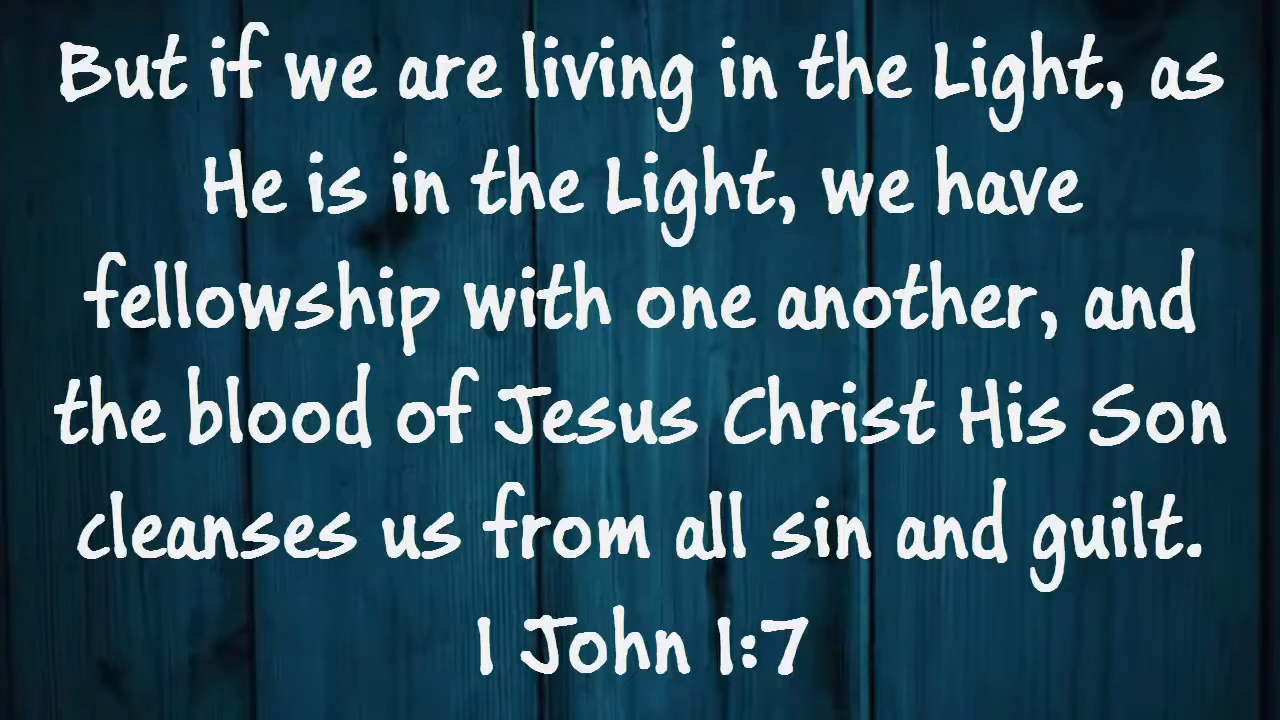 But if we are living in the Light, as
He is in the Light, we have
fellowship with one another, and
the blood of Jesus Christ His Son
cleanses us from all sin and guilt.
1 John 1:7